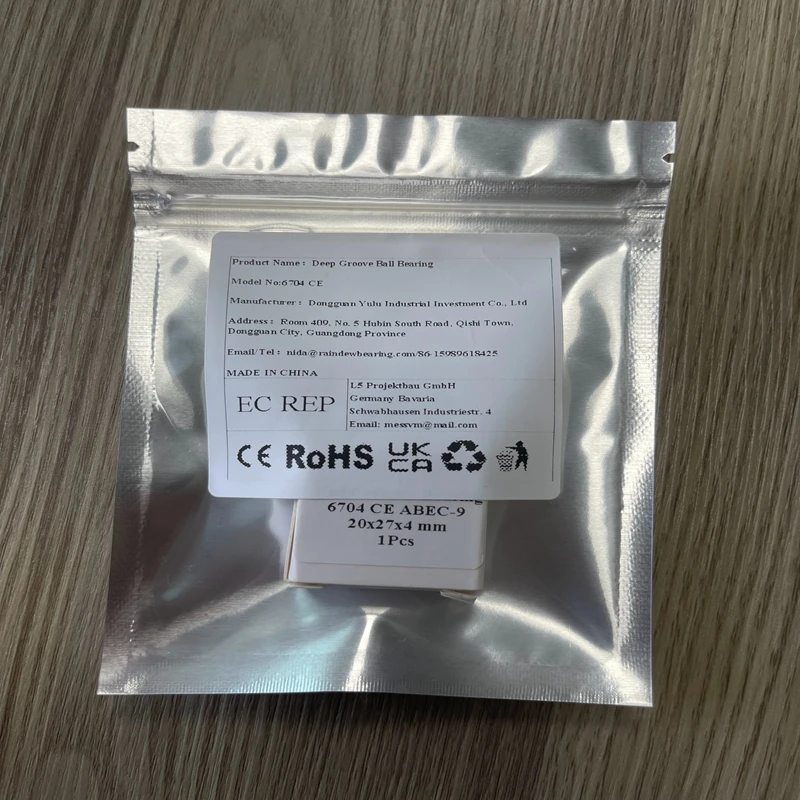 Product Name : Deep Groove Ball Bearing
Model No:6704 CE
Manufacturer : Dongguan Yulu Industrial Investment Co., Ltd
Address : Room 409, No. 5 Hubin South Road, Qishi Town,
Dongguan City, Guangdong Province
Email/Tel : nida@raindewbearing.com/86-15989618425
MADE IN CHINA
EC REP
L5 Projektbau GmbH
Germany Bavaria
Schwabhausen Industriestr. 4
Email: messvm@mail.com
CE RoHS UK
CA
6704 CE ABEC-9
20x27x4 mm
1Pcs